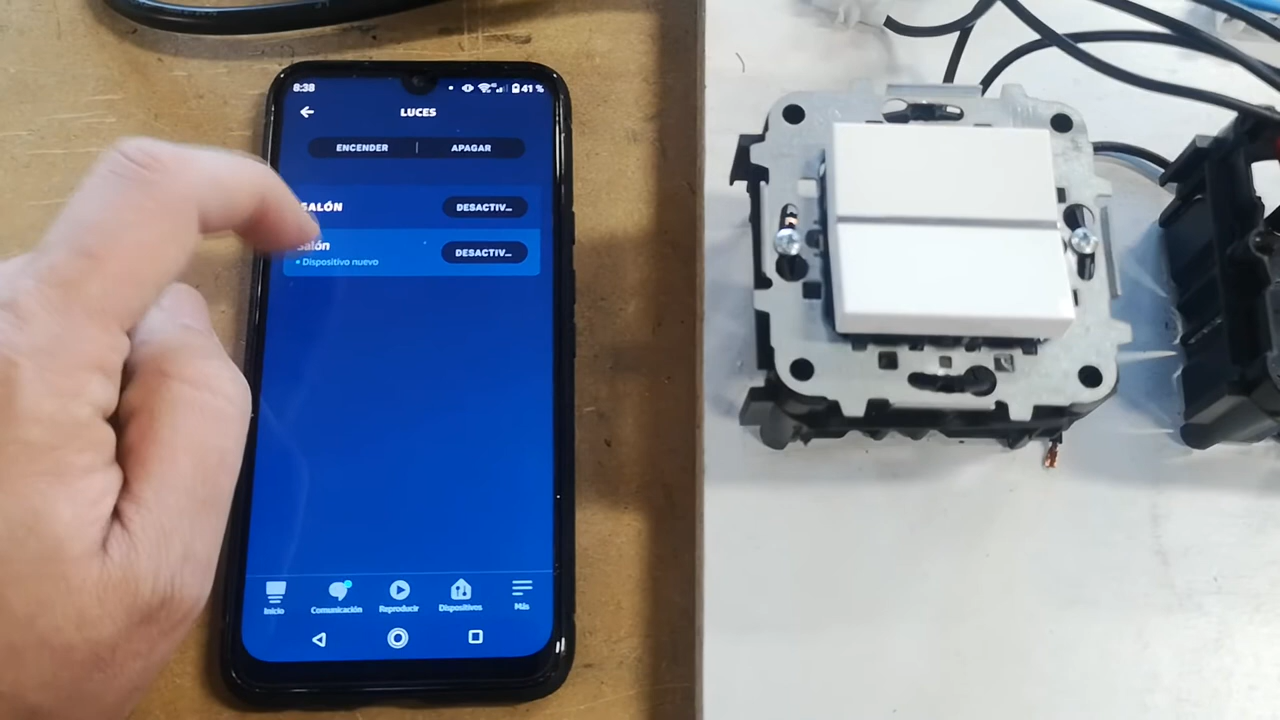 8:38
41 %
LUCES
ENCENDER | APAGAR
SALÓN
DESACTIV...
Salón
DESACTIV...
Dispositivo nuevo
Inicio
Comunicación
Reproducir
Dispositivos
Más